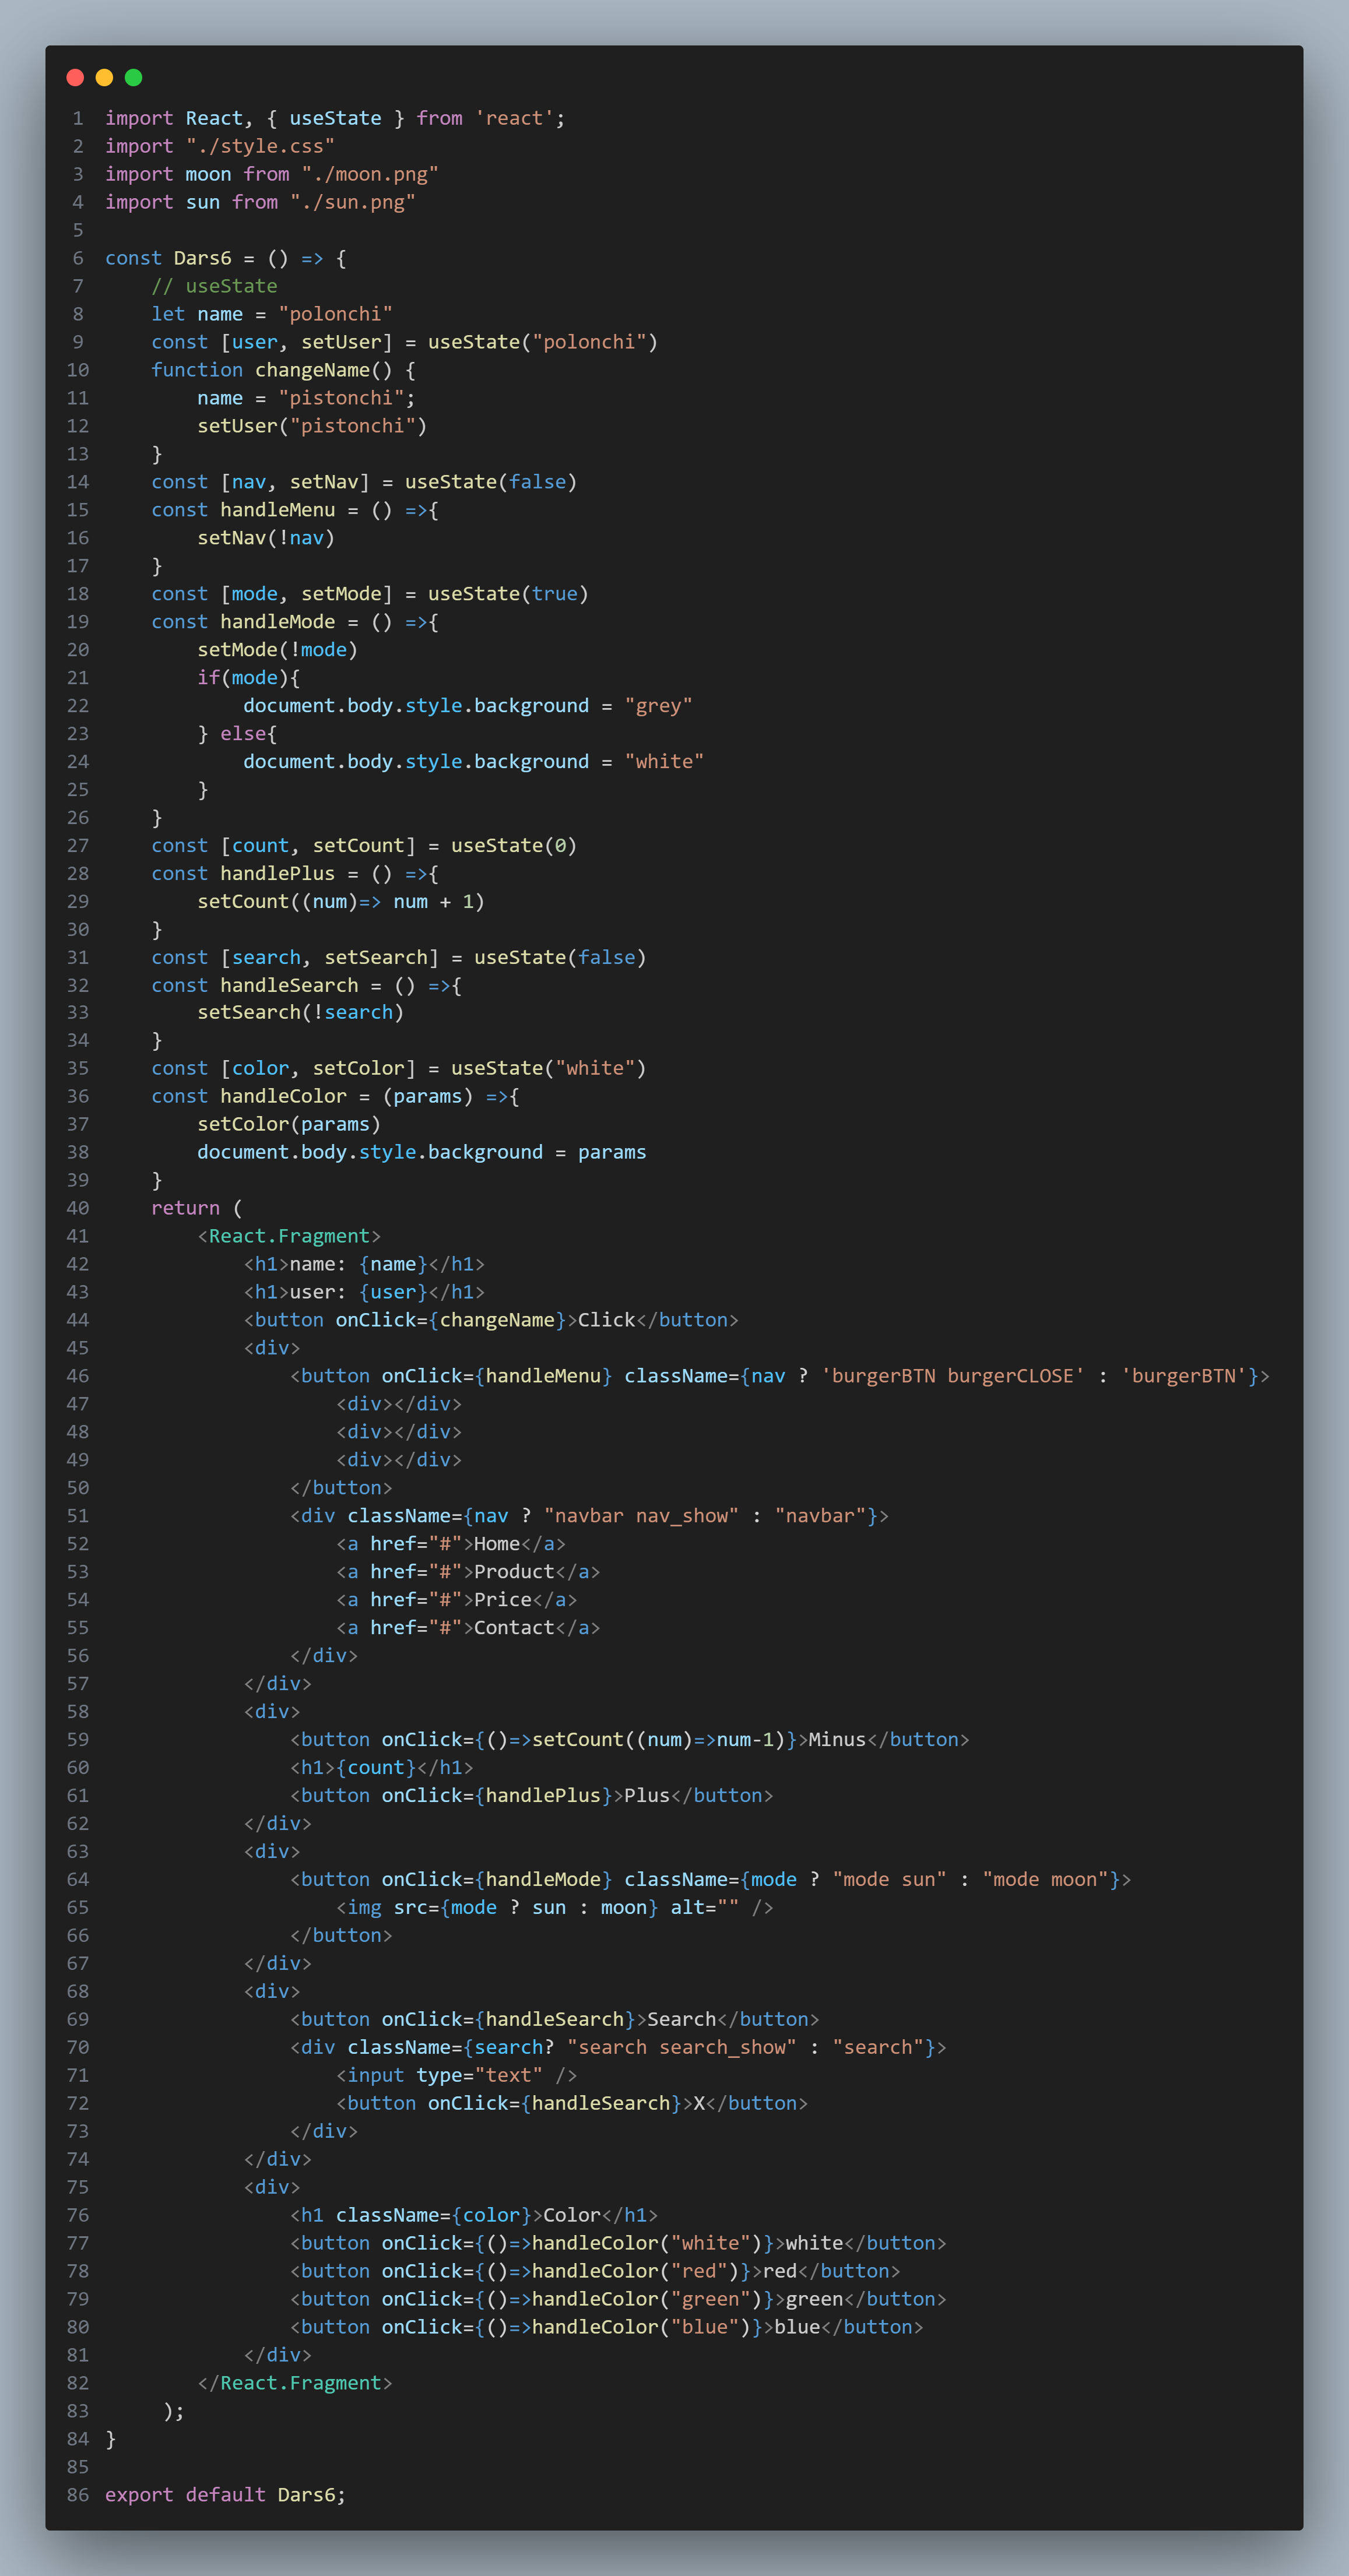 1 import React, { useState } from 'react';
2 import "./style.css"
3 import moon from "./moon.png"
4 import sun from "./sun.png"
5
6 const Dars6 = () => {
7     // useState
8     let name = "polonchi"
9     const [user, setUser] = useState("polonchi")
10     function changeName() {
11         name = "pistonchi";
12         setUser("pistonchi")
13     }
14     const [nav, setNav] = useState(false)
15     const handleMenu = () =>{
16         setNav(!nav)
17     }
18     const [mode, setMode] = useState(true)
19     const handleMode = () =>{
20         setMode(!mode)
21         if(mode){
22             document.body.style.background = "grey"
23         } else{
24             document.body.style.background = "white"
25         }
26     }
27     const [count, setCount] = useState(0)
28     const handlePlus = () =>{
29         setCount((num)=> num + 1)
30     }
31     const [search, setSearch] = useState(false)
32     const handleSearch = () =>{
33         setSearch(!search)
34     }
35     const [color, setColor] = useState("white")
36     const handleColor = (params) =>{
37         setColor(params)
38         document.body.style.background = params
39     }
40     return (
41         <React.Fragment>
42             <h1>name: {name}</h1>
43             <h1>user: {user}</h1>
44             <button onClick={changeName}>Click</button>
45             <div>
46                 <button onClick={handleMenu} className={nav ? 'burgerBTN burgerCLOSE' : 'burgerBTN'}>
47                     <div></div>
48                     <div></div>
49                     <div></div>
50                 </button>
51                 <div className={nav ? "navbar nav_show" : "navbar"}>
52                     <a href="#">Home</a>
53                     <a href="#">Product</a>
54                     <a href="#">Price</a>
55                     <a href="#">Contact</a>
56                 </div>
57             </div>
58             <div>
59                 <button onClick={()=>setCount((num)=>num-1)}>Minus</button>
60                 <h1>{count}</h1>
61                 <button onClick={handlePlus}>Plus</button>
62             </div>
63             <div>
64                 <button onClick={handleMode} className={mode ? "mode sun" : "mode moon"}>
65                     <img src={mode ? sun : moon} alt="" />
66                 </button>
67             </div>
68             <div>
69                 <button onClick={handleSearch}>Search</button>
70                 <div className={search? "search search_show" : "search"}>
71                     <input type="text" />
72                     <button onClick={handleSearch}>X</button>
73                 </div>
74             </div>
75             <div>
76                 <h1 className={color}>Color</h1>
77                 <button onClick={()=>handleColor("white")}>white</button>
78                 <button onClick={()=>handleColor("red")}>red</button>
79                 <button onClick={()=>handleColor("green")}>green</button>
80                 <button onClick={()=>handleColor("blue")}>blue</button>
81             </div>
82         </React.Fragment>
83      );
84 }
85
86 export default Dars6;